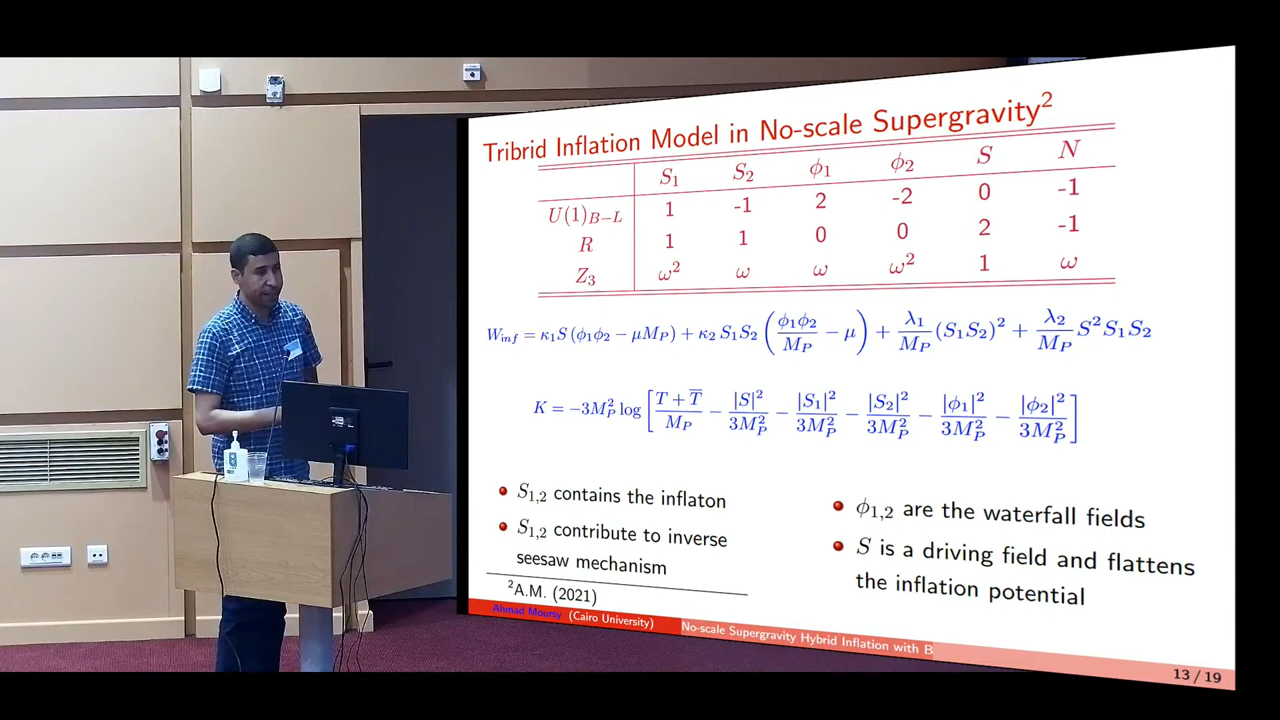 Tribrid Inflation Model in No-scale Supergravity²
S₁ S₂ ϕ₁ ϕ₂ S N
U(1)_{B−L} 1 -1 2 -2 0 -1
R 1 1 0 0 2 -1
Z₃ ω² ω ω ω² 1 ω
W_{inf} = κ₁S (ϕ₁ϕ₂ − μM_P) + κ₂ S₁S₂ (ϕ₁ϕ₂/M_P − μ) + λ₁/M_P (S₁S₂)² + λ₂/M_P S²S₁S₂
K = −3M_P² log [ (T + T̅)/M_P − |S|²/3M_P² − |S₁|²/3M_P² − |S₂|²/3M_P² − |ϕ₁|²/3M_P² − |ϕ₂|²/3M_P² ]
S₁,₂ contains the inflaton
S₁,₂ contribute to inverse
seesaw mechanism
ϕ₁,₂ are the waterfall fields
S is a driving field and flattens
the inflation potential
²A.M. (2021)
Ahmad Moursy (Cairo University) No-scale Supergravity Hybrid Inflation with B
13 / 19